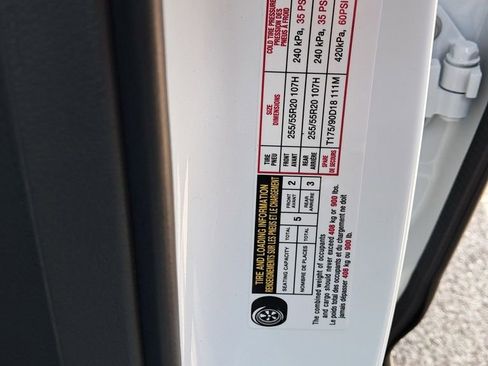 TIRE AND LOADING INFORMATION
RENSEIGNEMENTS SUR LES PNEUS ET LE CHARGEMENT
SEATING CAPACITY TOTAL 5 FRONT AVANT 2 REAR ARRIÈRE 3
NOMBRE DE PLACES TOTAL
The combined weight of occupants
and cargo should never exceed 408 kg or 900 lbs.
Le poids total des occupants et du chargement ne doit
jamais dépasser 408 kg ou 900 lb.
TIRE PNEU SIZE DIMENSIONS COLD TIRE PRESSURE PRESSION DES PNEUS À FROID
FRONT AVANT 255/55R20 107H 240 kPa, 35 PS
REAR ARRIÈRE 255/55R20 107H 240 kPa, 35 PS
SPARE DE SECOURS T175/90D18 111M 420kPa, 60PSI